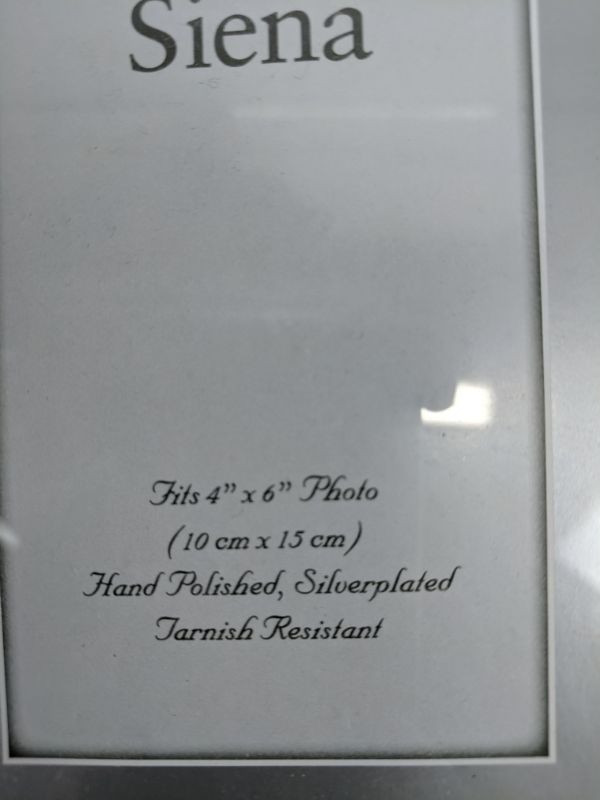 Siena
Fits 4” x 6” Photo
(10 cm x 15 cm)
Hand Polished, Silverplated
Tarnish Resistant